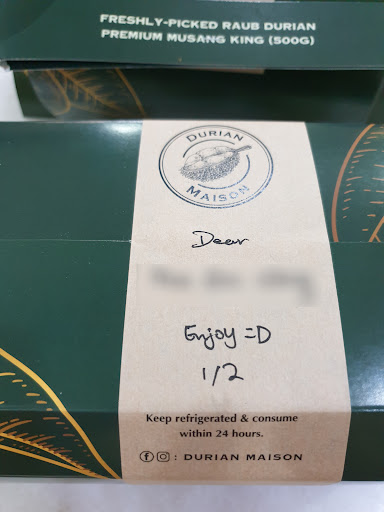 FRESHLY-PICKED RAUB DURIAN
PREMIUM MUSANG KING (500G)
DURIAN
MAISON
Dear
Enjoy =D
1/2
Keep refrigerated & consume
within 24 hours.
: DURIAN MAISON